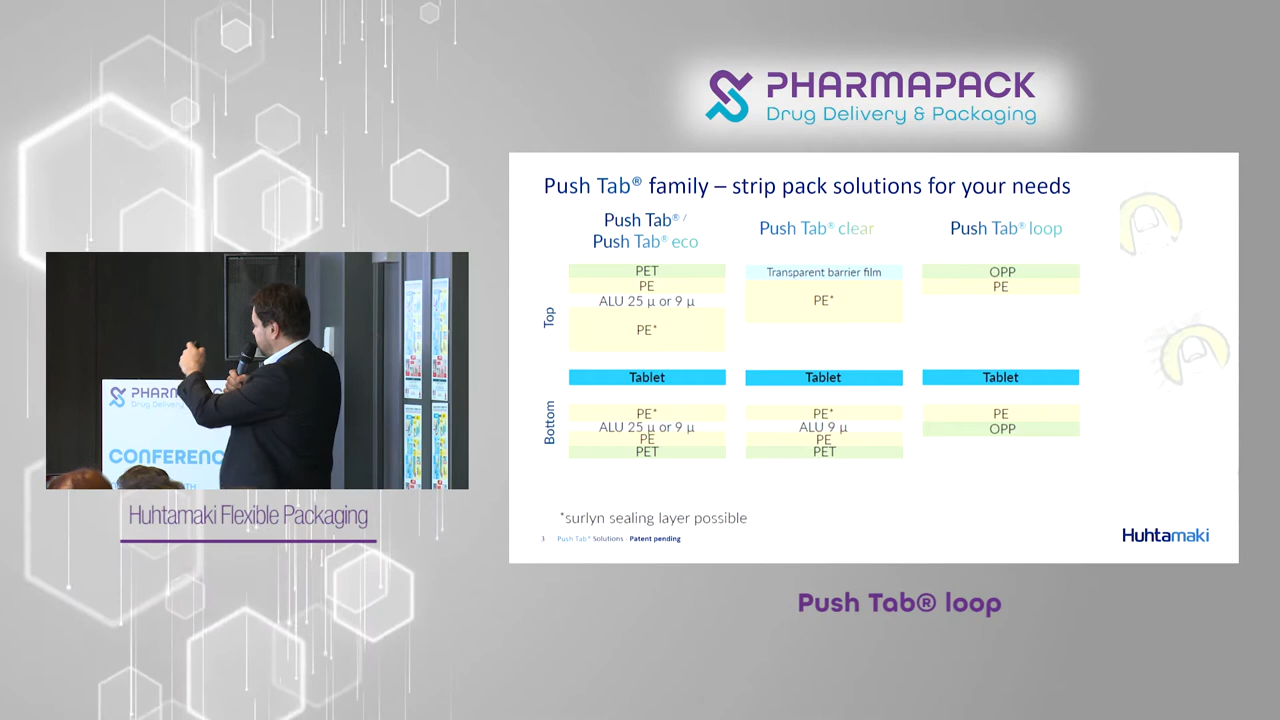 PHARMAPACK
Drug Delivery & Packaging
Push Tab® family – strip pack solutions for your needs
Push Tab® /
Push Tab® eco
Push Tab® clear
Push Tab® loop
Top
PET
PE
ALU 25 µ or 9 µ
PE*
Transparent barrier film
PE*
OPP
PE
Tablet
Tablet
Tablet
Bottom
PE*
ALU 25 µ or 9 µ
PE
PET
PE*
ALU 9 µ
PE
PET
PE
OPP
*surlyn sealing layer possible
3 Push Tab® Solutions - Patent pending
Huhtamaki
PHARM
Drug Delivery
CONFERENC
Huhtamaki Flexible Packaging
Push Tab® loop